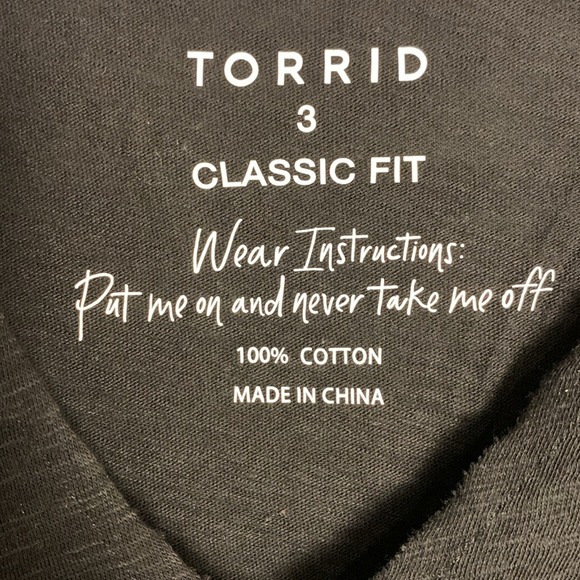 TORRID
3
CLASSIC FIT
Wear Instructions:
Put me on and never take me off
100% COTTON
MADE IN CHINA